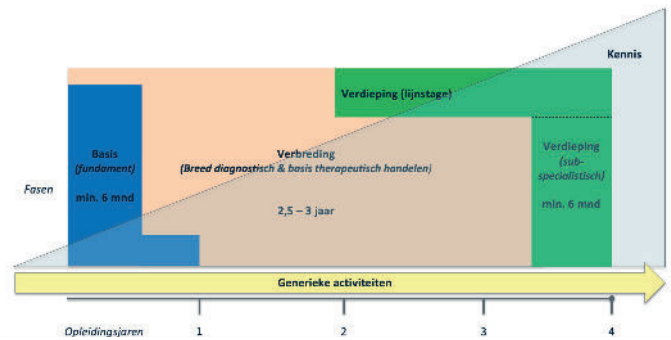 Kennis
Verdieping (lijnstage)
Basis
(fundament)
min. 6 mnd
Verbreding
(Breed diagnostisch & basis therapeutisch handelen)
2,5 – 3 jaar
Verdieping
(sub-
specialistisch)
min. 6 mnd
Fasen
Generieke activiteiten
Opleidingsjaren 1 2 3 4